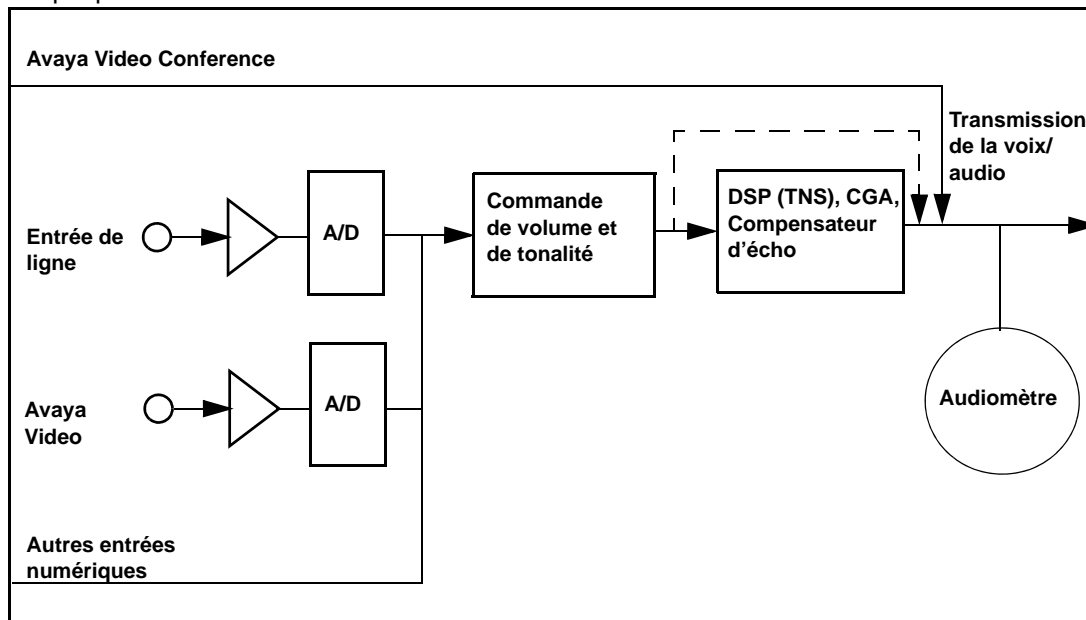 Avaya Video Conference
Transmission
de la voix/
audio
Commande
de volume et
de tonalité
DSP (TNS), CGA,
Compensateur
d'écho
A/D
Entrée de
ligne
A/D
Audiomètre
Avaya
Video
Autres entrées
numériques